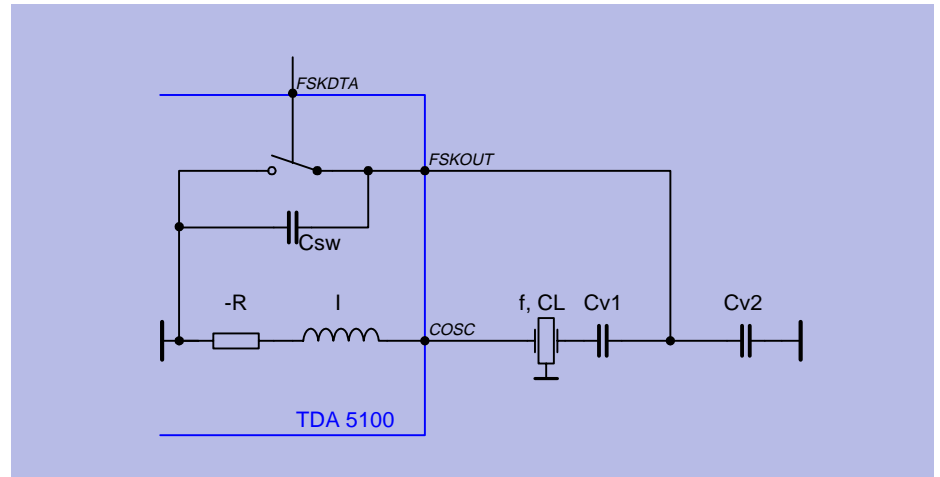 FSKDTA
FSKOUT
Csw
-R l f, CL Cv1 Cv2
COSC
TDA 5100